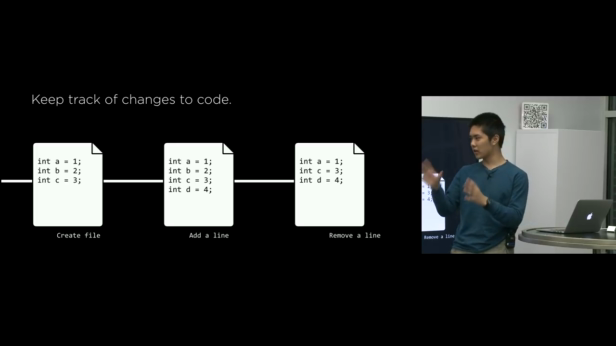 Keep track of changes to code.
int a = 1;
int b = 2;
int c = 3;
Create file
int a = 1;
int b = 2;
int c = 3;
int d = 4;
Add a line
int a = 1;
int c = 3;
int d = 4;
Remove a line
Remove a line